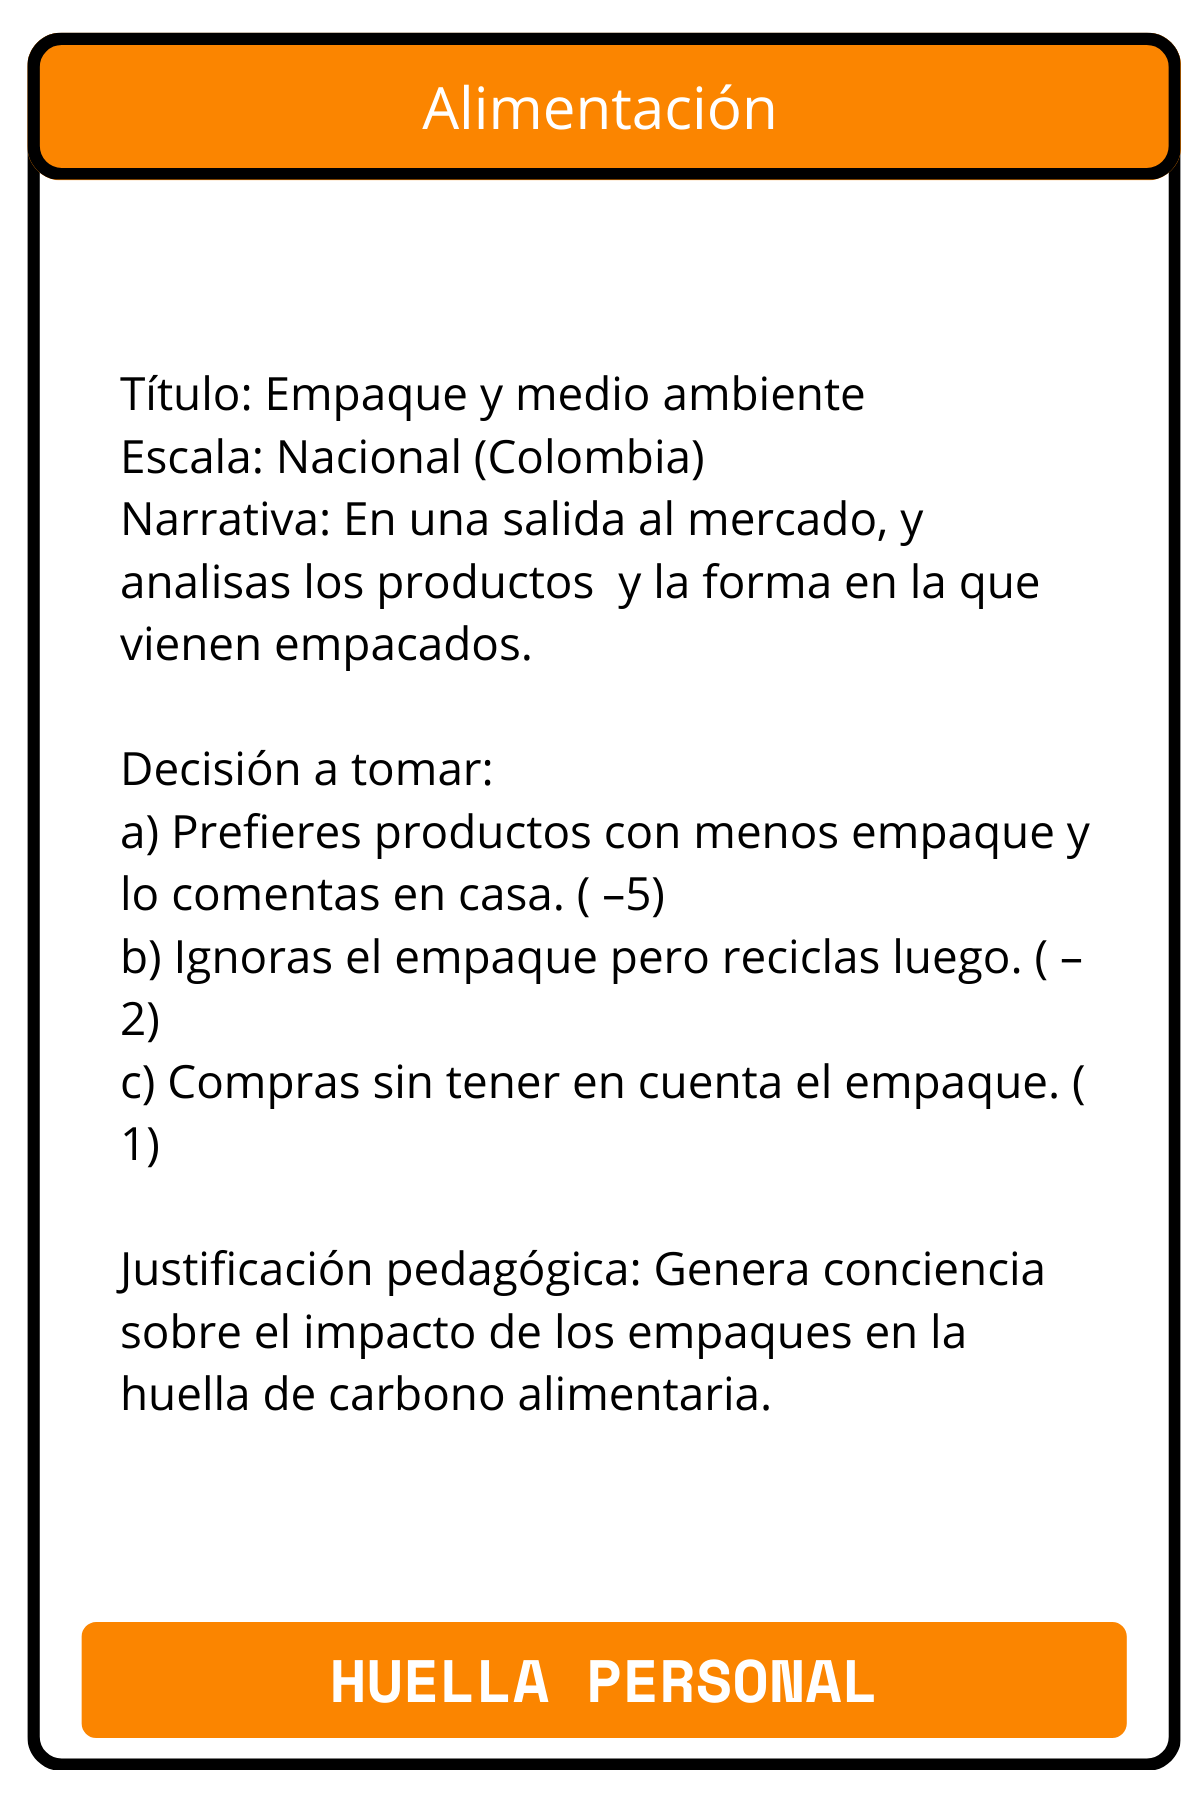 Alimentación
Título: Empaque y medio ambiente
Escala: Nacional (Colombia)
Narrativa: En una salida al mercado, y
analisas los productos  y la forma en la que
vienen empacados.
Decisión a tomar:
a) Prefieres productos con menos empaque y
lo comentas en casa. ( –5)
b) Ignoras el empaque pero reciclas luego. ( –
2)
c) Compras sin tener en cuenta el empaque. (
1)
Justificación pedagógica: Genera conciencia
sobre el impacto de los empaques en la
huella de carbono alimentaria.
HUELLA PERSONAL